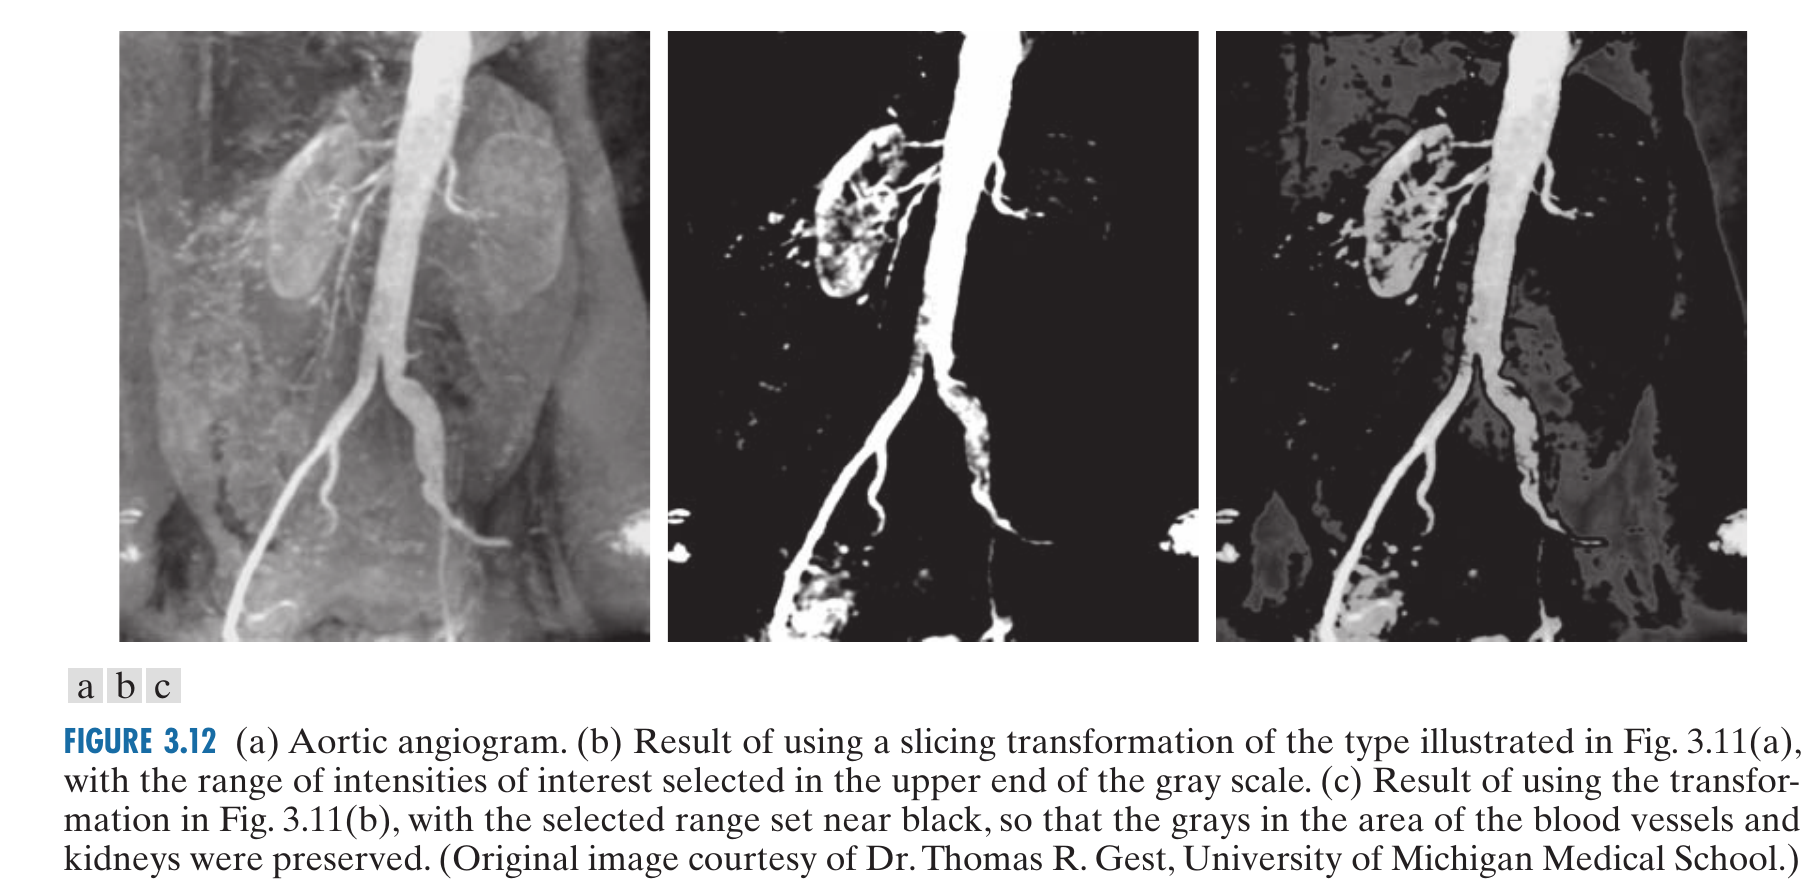 a b c
FIGURE 3.12 (a) Aortic angiogram. (b) Result of using a slicing transformation of the type illustrated in Fig. 3.11(a),
with the range of intensities of interest selected in the upper end of the gray scale. (c) Result of using the transfor-
mation in Fig. 3.11(b), with the selected range set near black, so that the grays in the area of the blood vessels and
kidneys were preserved. (Original image courtesy of Dr. Thomas R. Gest, University of Michigan Medical School.)